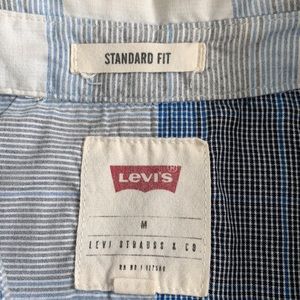 STANDARD FIT
LEVI'S
M
LEVI STRAUSS & CO